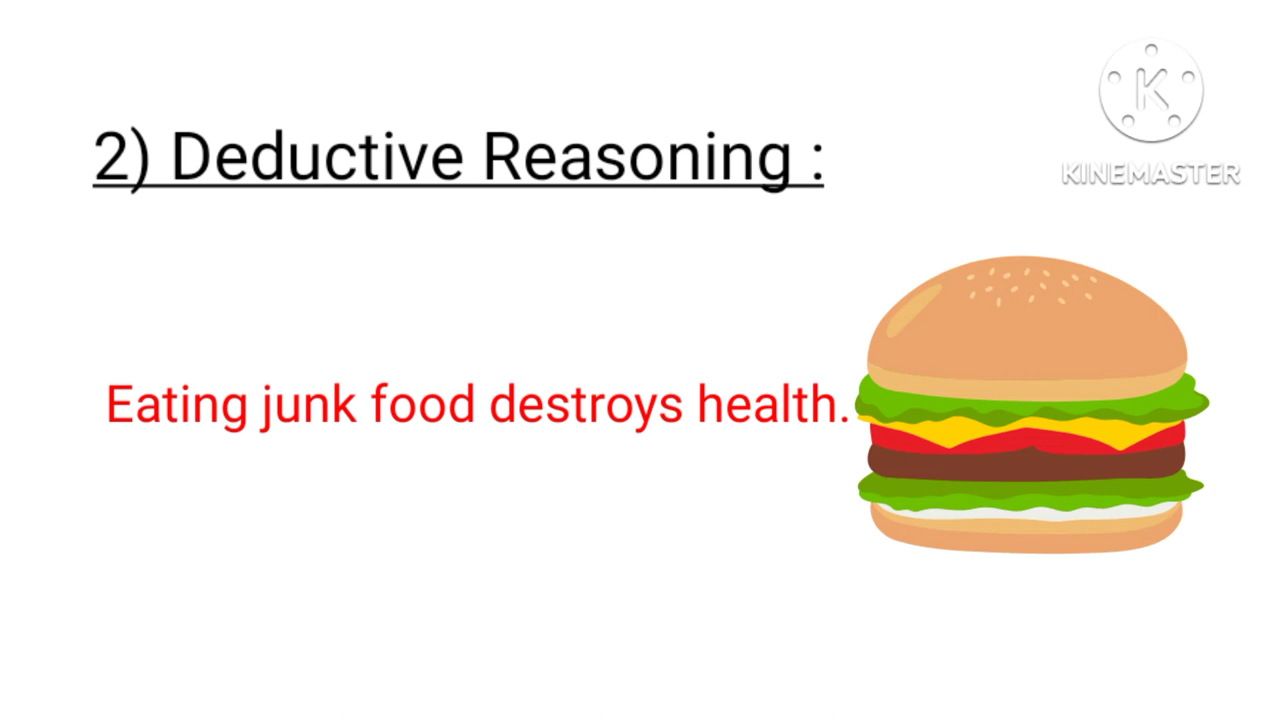 K
KINEMASTER
2) Deductive Reasoning :
Eating junk food destroys health.